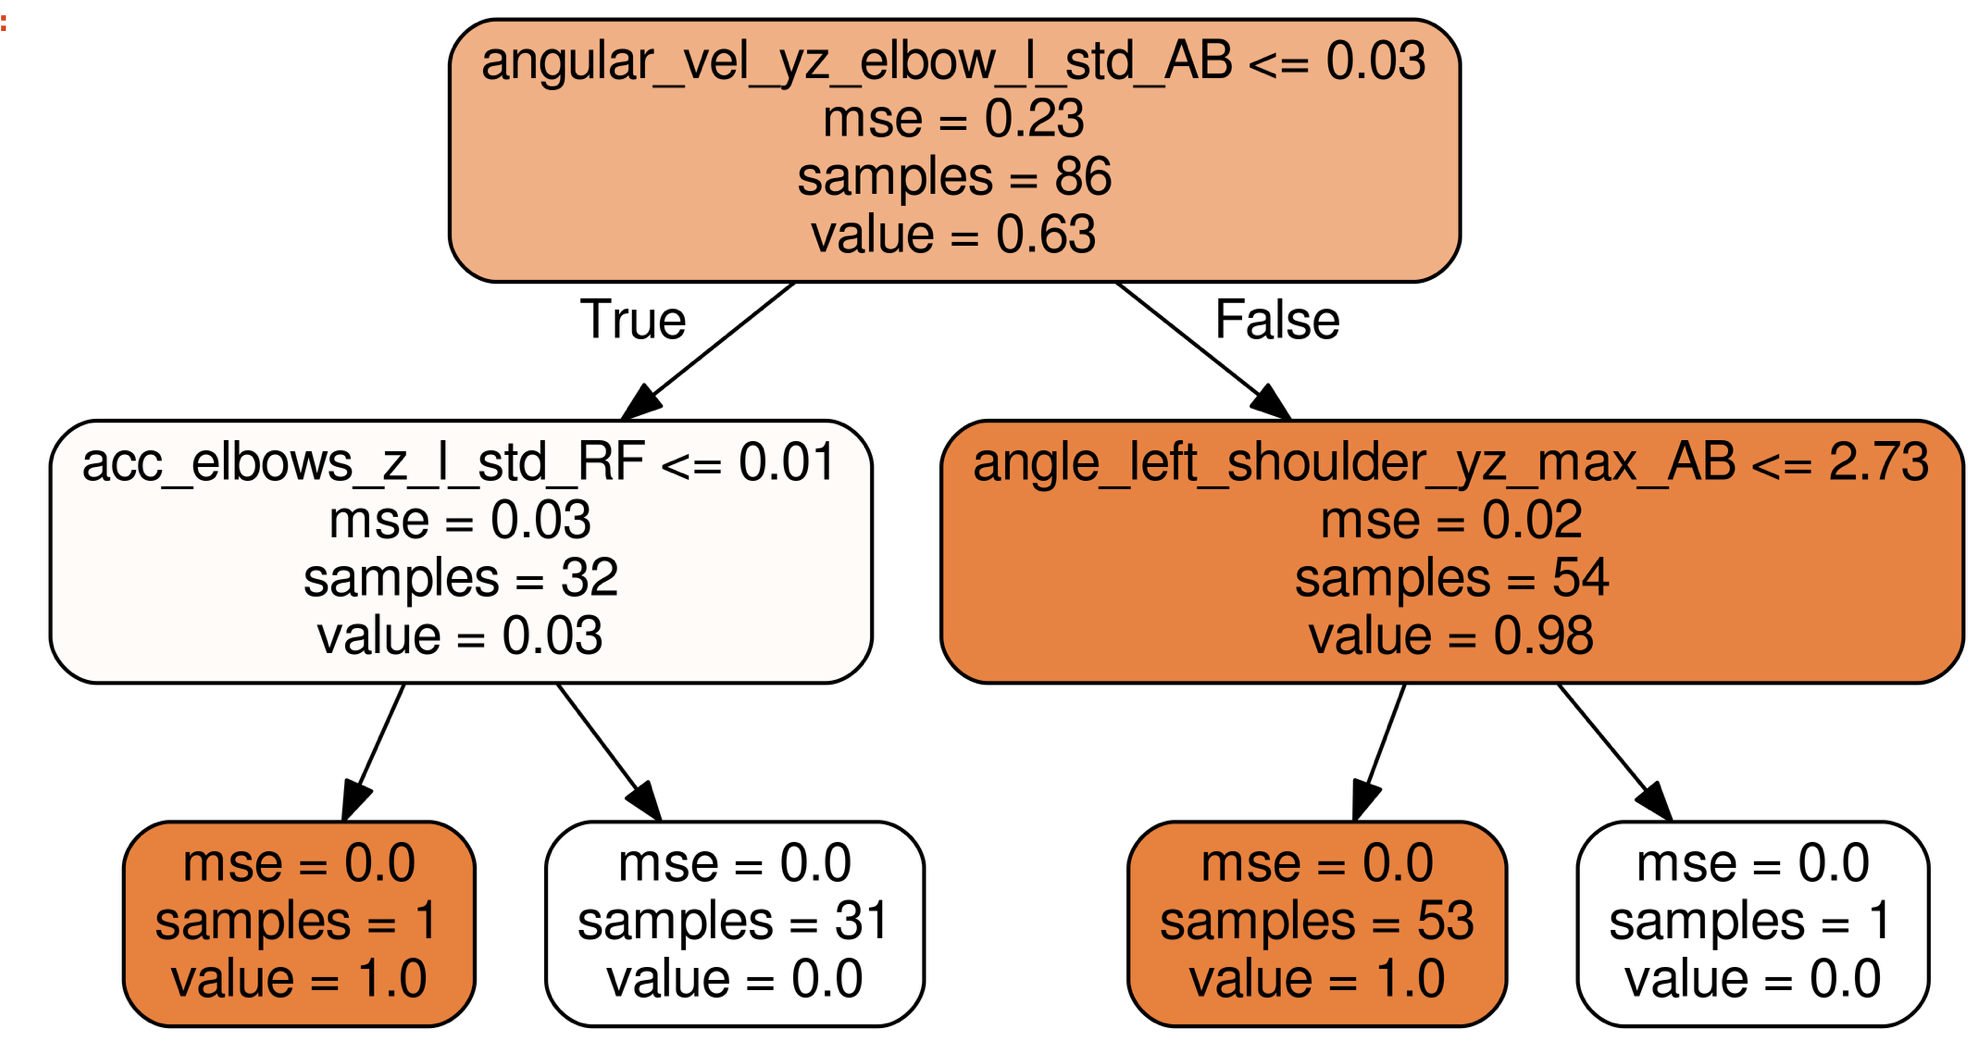 :
angular_vel_yz_elbow_l_std_AB <= 0.03
mse = 0.23
samples = 86
value = 0.63
True
False
acc_elbows_z_l_std_RF <= 0.01
mse = 0.03
samples = 32
value = 0.03
angle_left_shoulder_yz_max_AB <= 2.73
mse = 0.02
samples = 54
value = 0.98
mse = 0.0
samples = 1
value = 1.0
mse = 0.0
samples = 31
value = 0.0
mse = 0.0
samples = 53
value = 1.0
mse = 0.0
samples = 1
value = 0.0